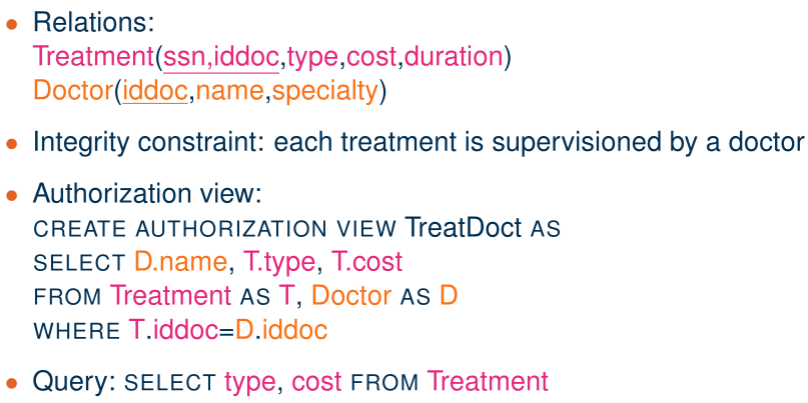 • Relations:
Treatment(ssn,iddoc,type,cost,duration)
Doctor(iddoc,name,specialty)
• Integrity constraint: each treatment is supervisioned by a doctor
• Authorization view:
CREATE AUTHORIZATION VIEW TreatDoct AS
SELECT D.name, T.type, T.cost
FROM Treatment AS T, Doctor AS D
WHERE T.iddoc=D.iddoc
• Query: SELECT type, cost FROM Treatment